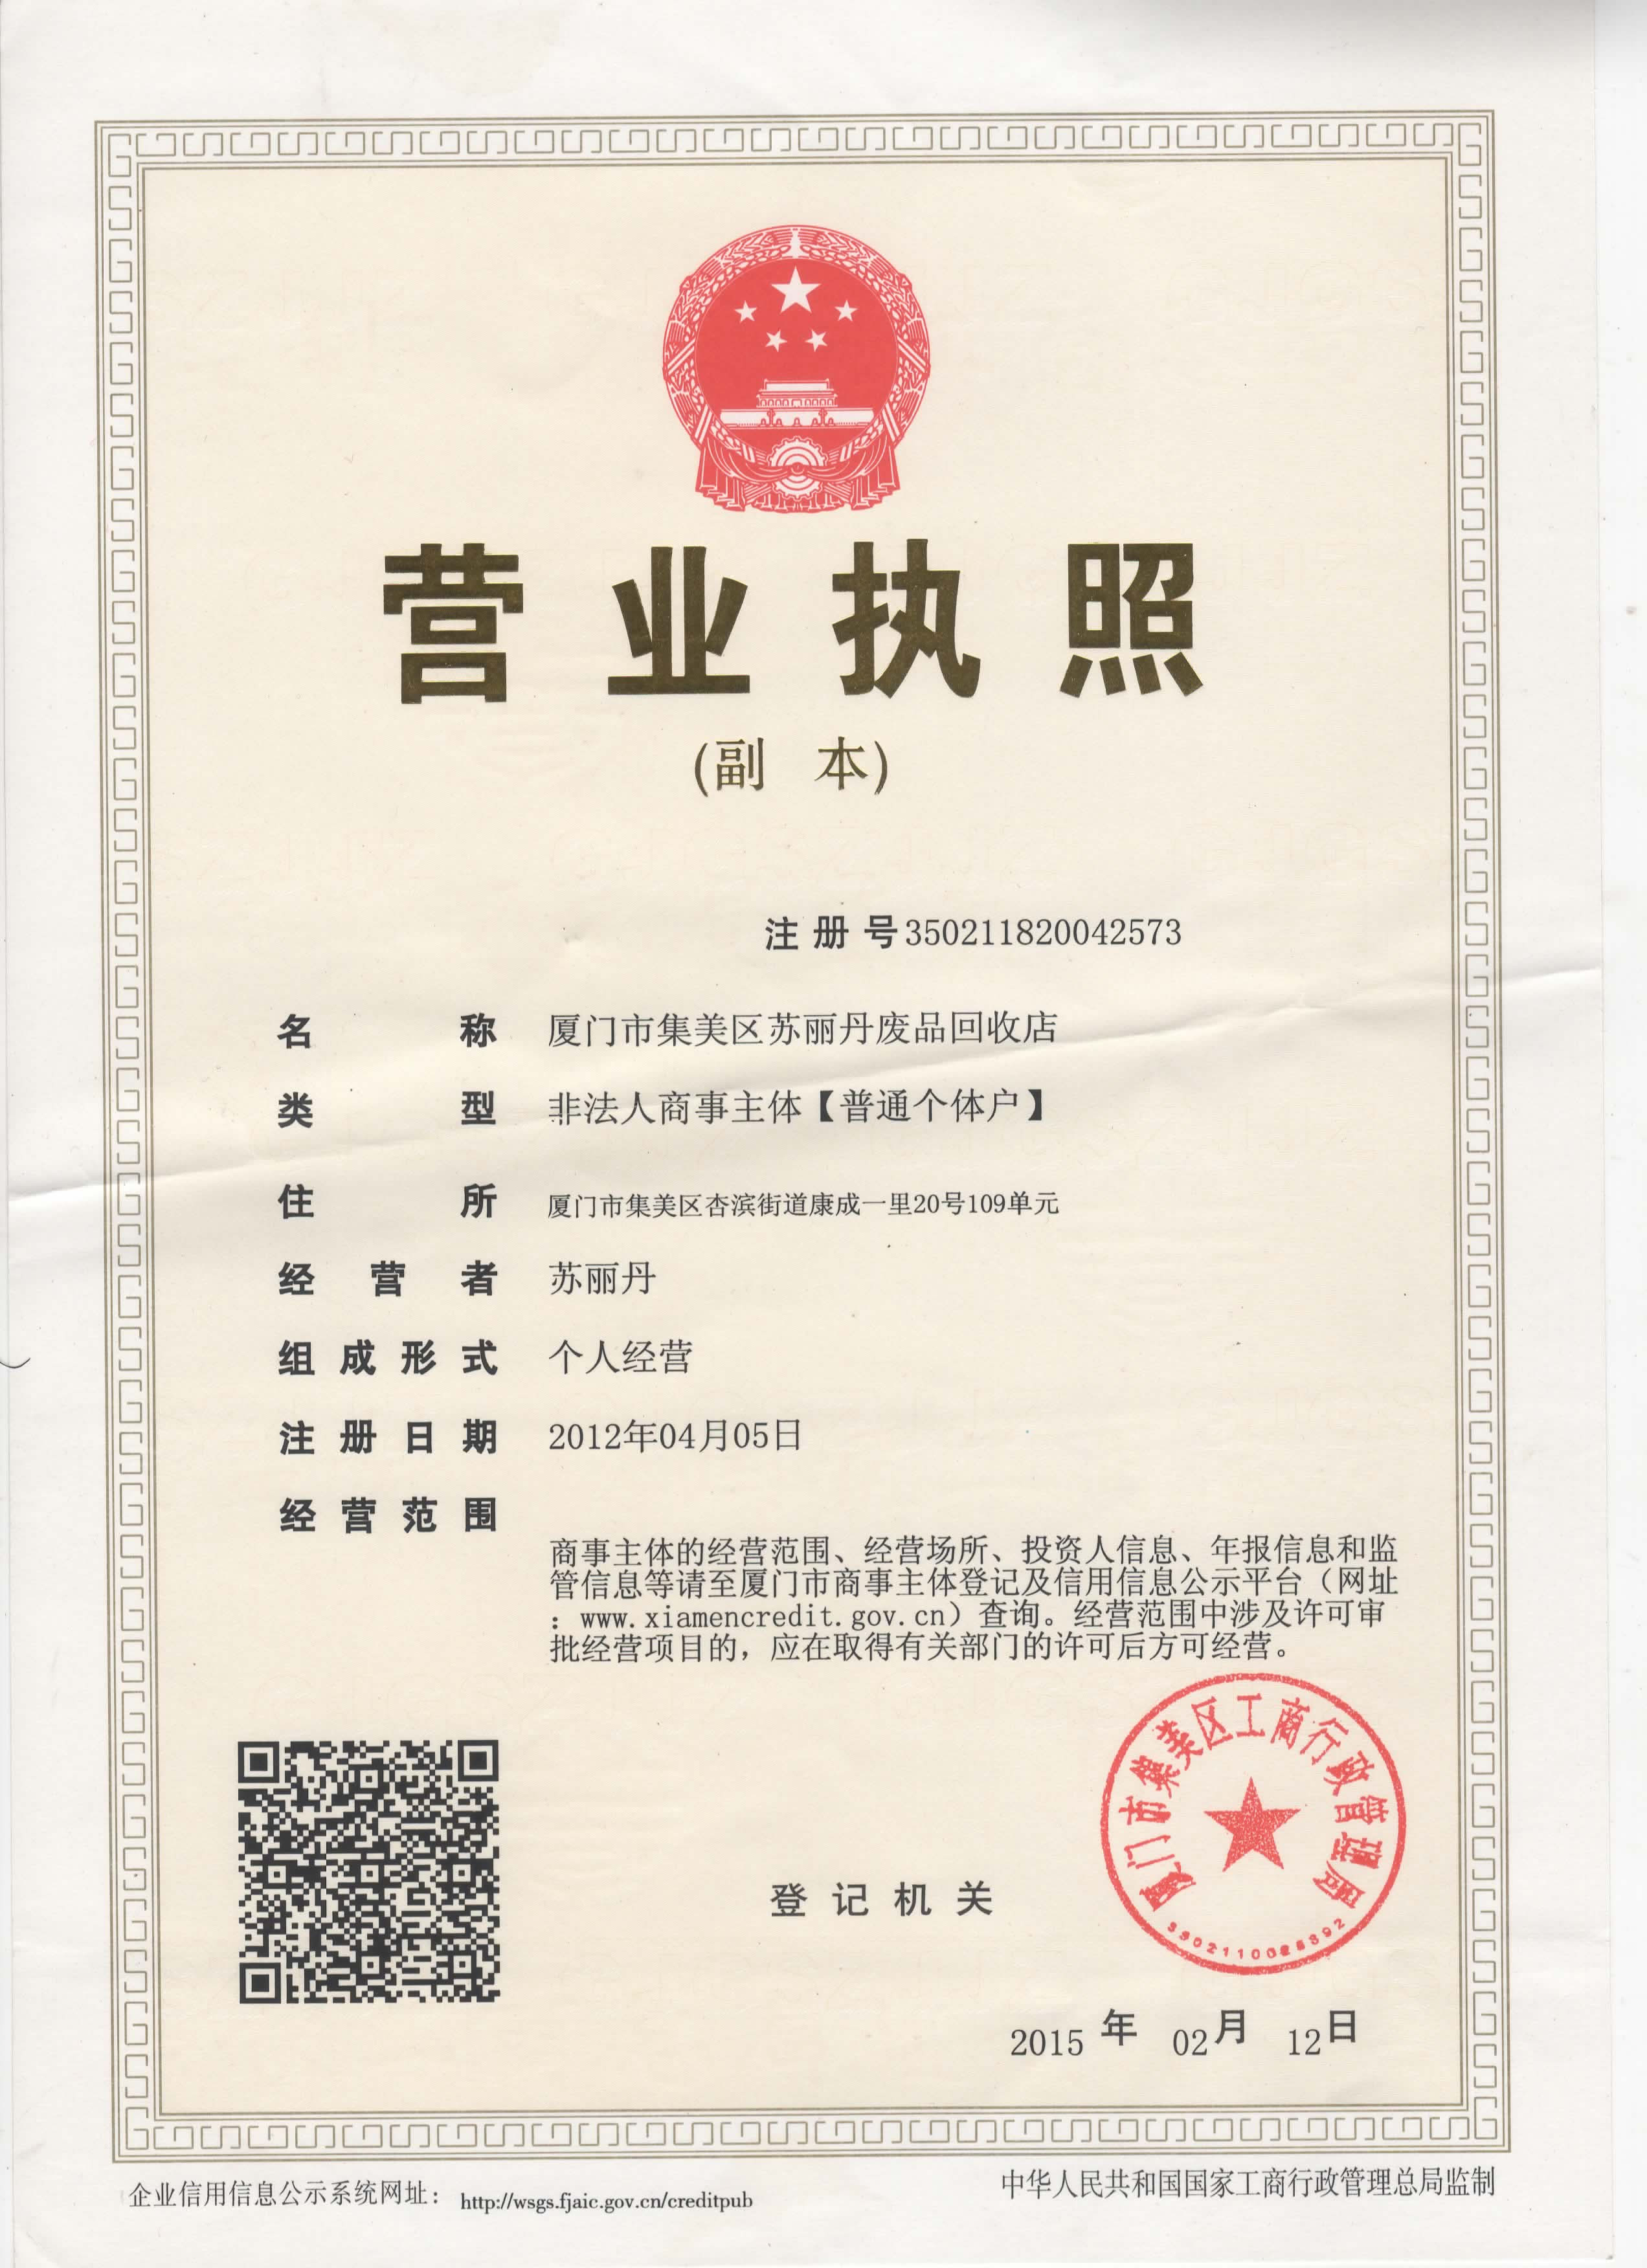 营业执照
(副 本)
注册号350211820042573
名 称 厦门市集美区苏丽丹废品回收店
类 型 非法人商事主体【普通个体户】
住 所 厦门市集美区杏滨街道康成一里20号109单元
经 营 者 苏丽丹
组成形式 个人经营
注册日期 2012年04月05日
经营范围
商事主体的经营范围、经营场所、投资人信息、年报信息和监
管信息等请至厦门市商事主体登记及信用信息公示平台（网址
：www.xiamencredit.gov.cn）查询。经营范围中涉及许可审
批经营项目的，应在取得有关部门的许可后方可经营。
厦门市集美区工商行政管理局
登记机关
2015 年 02月 12日
企业信用信息公示系统网址： http://wsgs.fjaic.gov.cn/creditpub
中华人民共和国国家工商行政管理总局监制